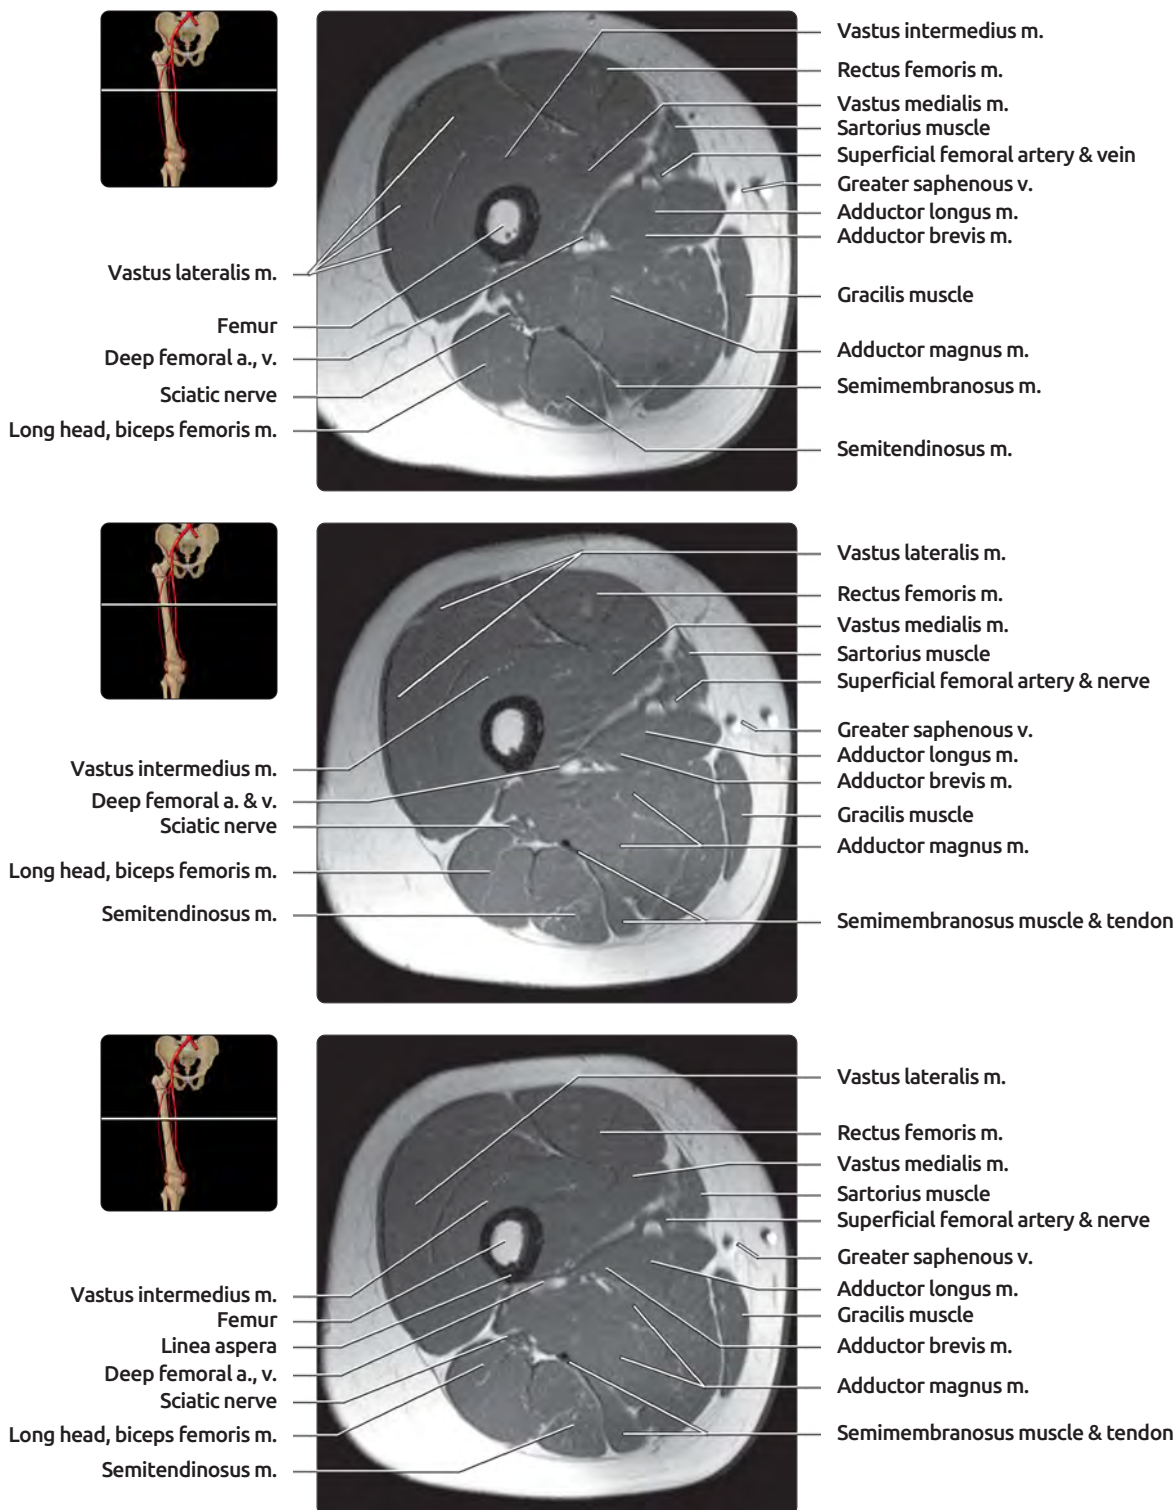 Vastus intermedius m.
Rectus femoris m.
Vastus medialis m.
Sartorius muscle
Superficial femoral artery & vein
Greater saphenous v.
Adductor longus m.
Adductor brevis m.
Vastus lateralis m.
Gracilis muscle
Femur
Adductor magnus m.
Deep femoral a., v.
Semimembranosus m.
Sciatic nerve
Long head, biceps femoris m.
Semitendinosus m.
Vastus lateralis m.
Rectus femoris m.
Vastus medialis m.
Sartorius muscle
Superficial femoral artery & nerve
Greater saphenous v.
Adductor longus m.
Vastus intermedius m.
Adductor brevis m.
Deep femoral a. & v.
Gracilis muscle
Sciatic nerve
Adductor magnus m.
Long head, biceps femoris m.
Semitendinosus m.
Semimembranosus muscle & tendon
Vastus lateralis m.
Rectus femoris m.
Vastus medialis m.
Sartorius muscle
Superficial femoral artery & nerve
Greater saphenous v.
Adductor longus m.
Vastus intermedius m.
Gracilis muscle
Femur
Linea aspera
Adductor brevis m.
Deep femoral a., v.
Adductor magnus m.
Sciatic nerve
Long head, biceps femoris m.
Semimembranosus muscle & tendon
Semitendinosus m.